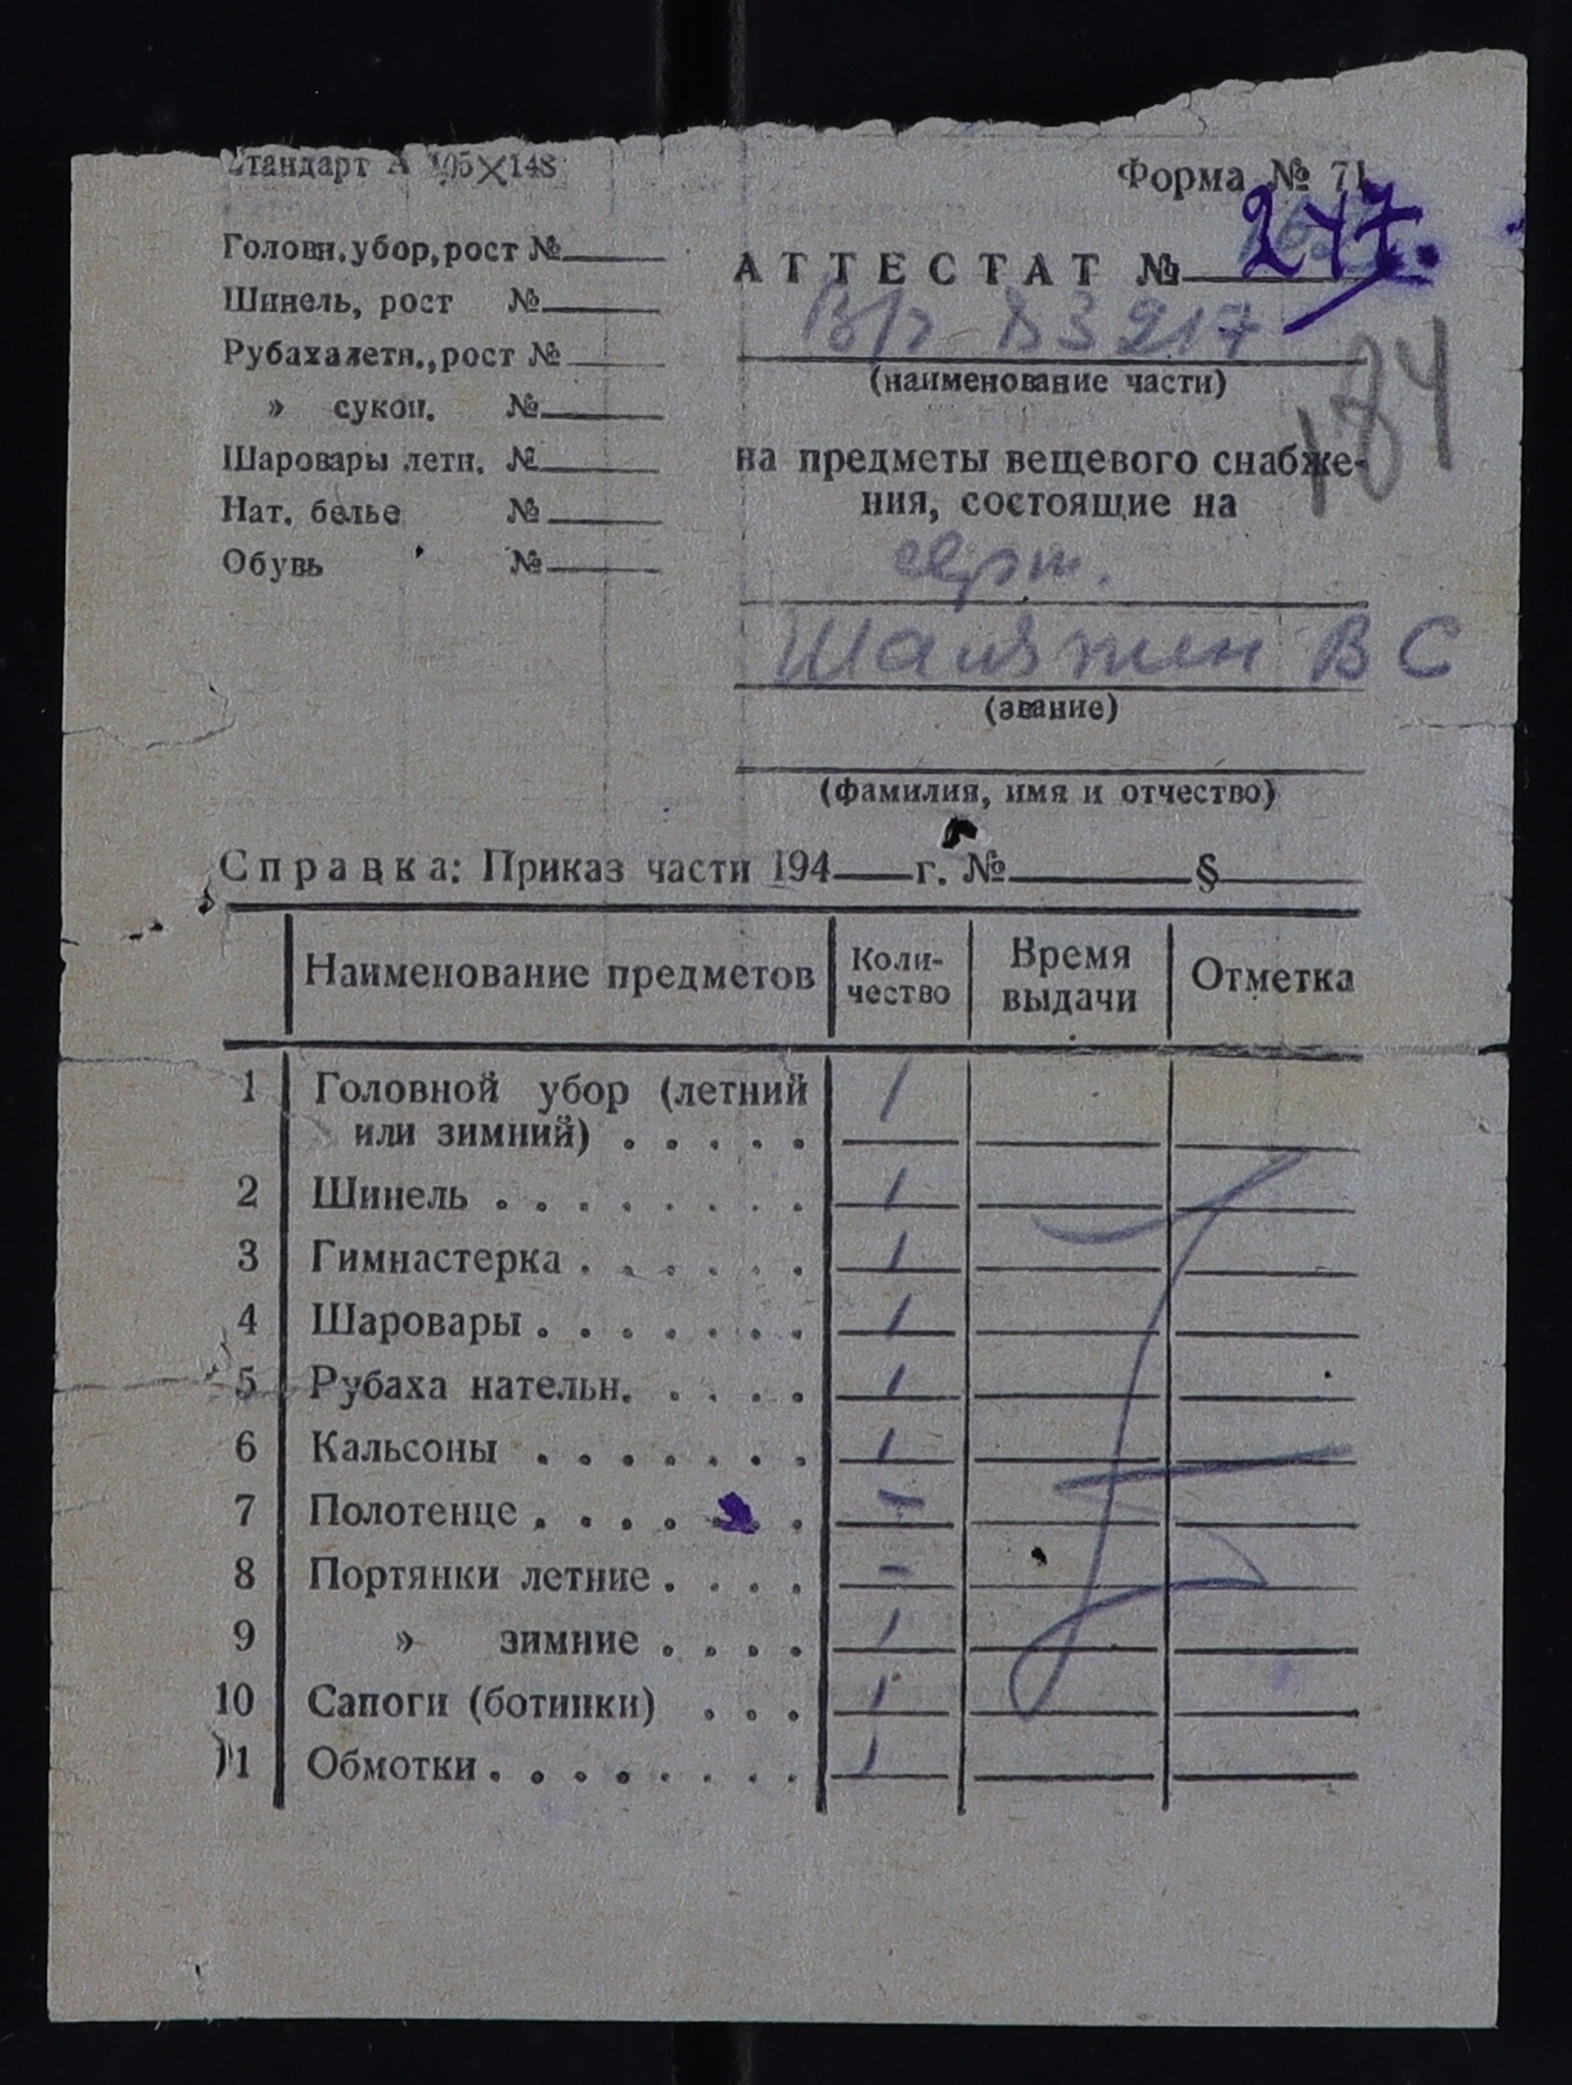 Стандарт А 105×148
Форма № 71
Головн. убор, рост №
Шинель, рост №
Рубаха летн., рост №
» сукон. №
Шаровары летн. №
Нат. белье №
Обувь №
АТТЕСТАТ № 247.
В/ч 83217
(наименование части)
184
на предметы вещевого снабже-
ния, состоящие на
серж.
В С
(звание)
(фамилия, имя и отчество)
Справка: Приказ части 194 г. № §
Наименование предметов Коли-чество Время выдачи Отметка
1 Головной убор (летний
или зимний) . . . . . 1
2 Шинель . . . . . . . . 1
3 Гимнастерка . . . . . . 1
4 Шаровары . . . . . . . 1
5 Рубаха нательн. . . . . 1
6 Кальсоны . . . . . . . 1
7 Полотенце . . . . . . . -
8 Портянки летние . . . . -
9 » зимние . . . . 1
10 Сапоги (ботинки) . . . 1
11 Обмотки . . . . . . . . 1